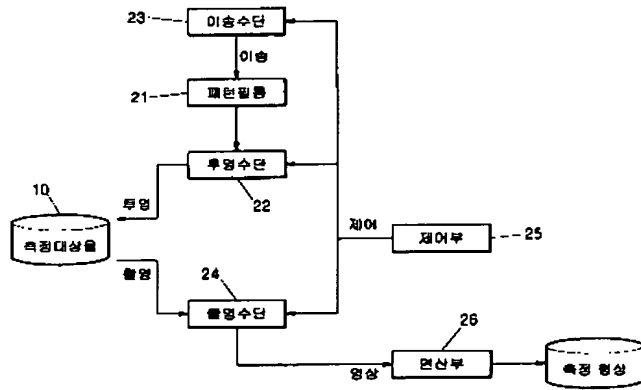 23
이송수단
이송
21
패턴필름
투영수단
22
10
투영
측정대상물
촬영
제어
제어부
25
24
촬영수단
26
영상
연산부
측정 형상